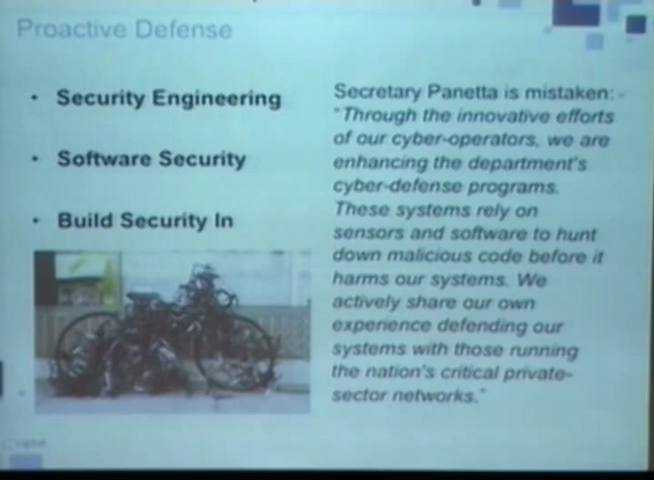 Proactive Defense
• Security Engineering
• Software Security
• Build Security In
Secretary Panetta is mistaken: -
"Through the innovative efforts
of our cyber-operators, we are
enhancing the department's
cyber-defense programs.
These systems rely on
sensors and software to hunt
down malicious code before it
harms our systems. We
actively share our own
experience defending our
systems with those running
the nation's critical private-
sector networks."